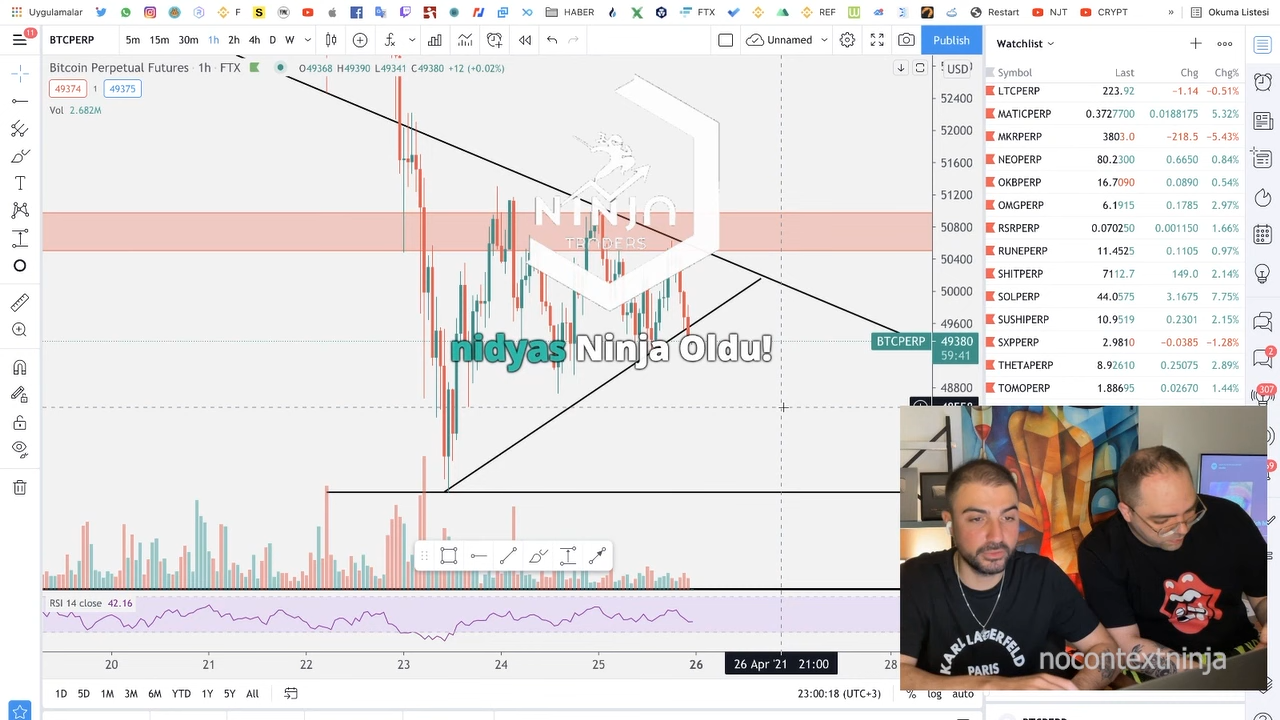 Uygulamalar
F
FTX
HABER
REF
Restart
NJT
CRYPT
»
Okuma Listesi
11
BTCPERP
5m 15m 30m 1h 2h 4h D W
Unnamed
Publish
Watchlist
Bitcoin Perpetual Futures · 1h · FTX
O49368 H49390 L49341 C49380 +12 (+0.02%)
49374 1 49375
Vol 2.682M
USD
52400
52000
51600
51200
50800
50400
50000
49600
48800
BTCPERP 49380
59:41
NINJA
TRADERS
nidyas Ninja Oldu!
Symbol Last Chg Chg%
LTCPERP 223.92 −1.14 −0.51%
MATICPERP 0.3727700 0.0188175 5.32%
MKRPERP 3803.0 −218.5 −5.43%
NEOPERP 80.2300 0.6650 0.84%
OKBPERP 16.7090 0.0890 0.54%
OMGPERP 6.1915 0.1785 2.97%
RSRPERP 0.070250 0.001150 1.66%
RUNEPERP 11.4525 0.1105 0.97%
SHITPERP 7112.7 149.0 2.14%
SOLPERP 44.0575 3.1675 7.75%
SUSHIPERP 10.9519 0.2301 2.15%
SXPPERP 2.9810 −0.0385 −1.28%
THETAPERP 8.92610 0.25075 2.89%
TOMOPERP 1.88695 0.02670 1.44%
2
307
RSI 14 close 42.16
20 21 22 23 24 25 26 28
26 Apr '21 21:00
1D 5D 1M 3M 6M YTD 1Y 5Y All
23:00:18 (UTC+3) % log auto
KARL LAGERFELD
PARIS
nocontextninja